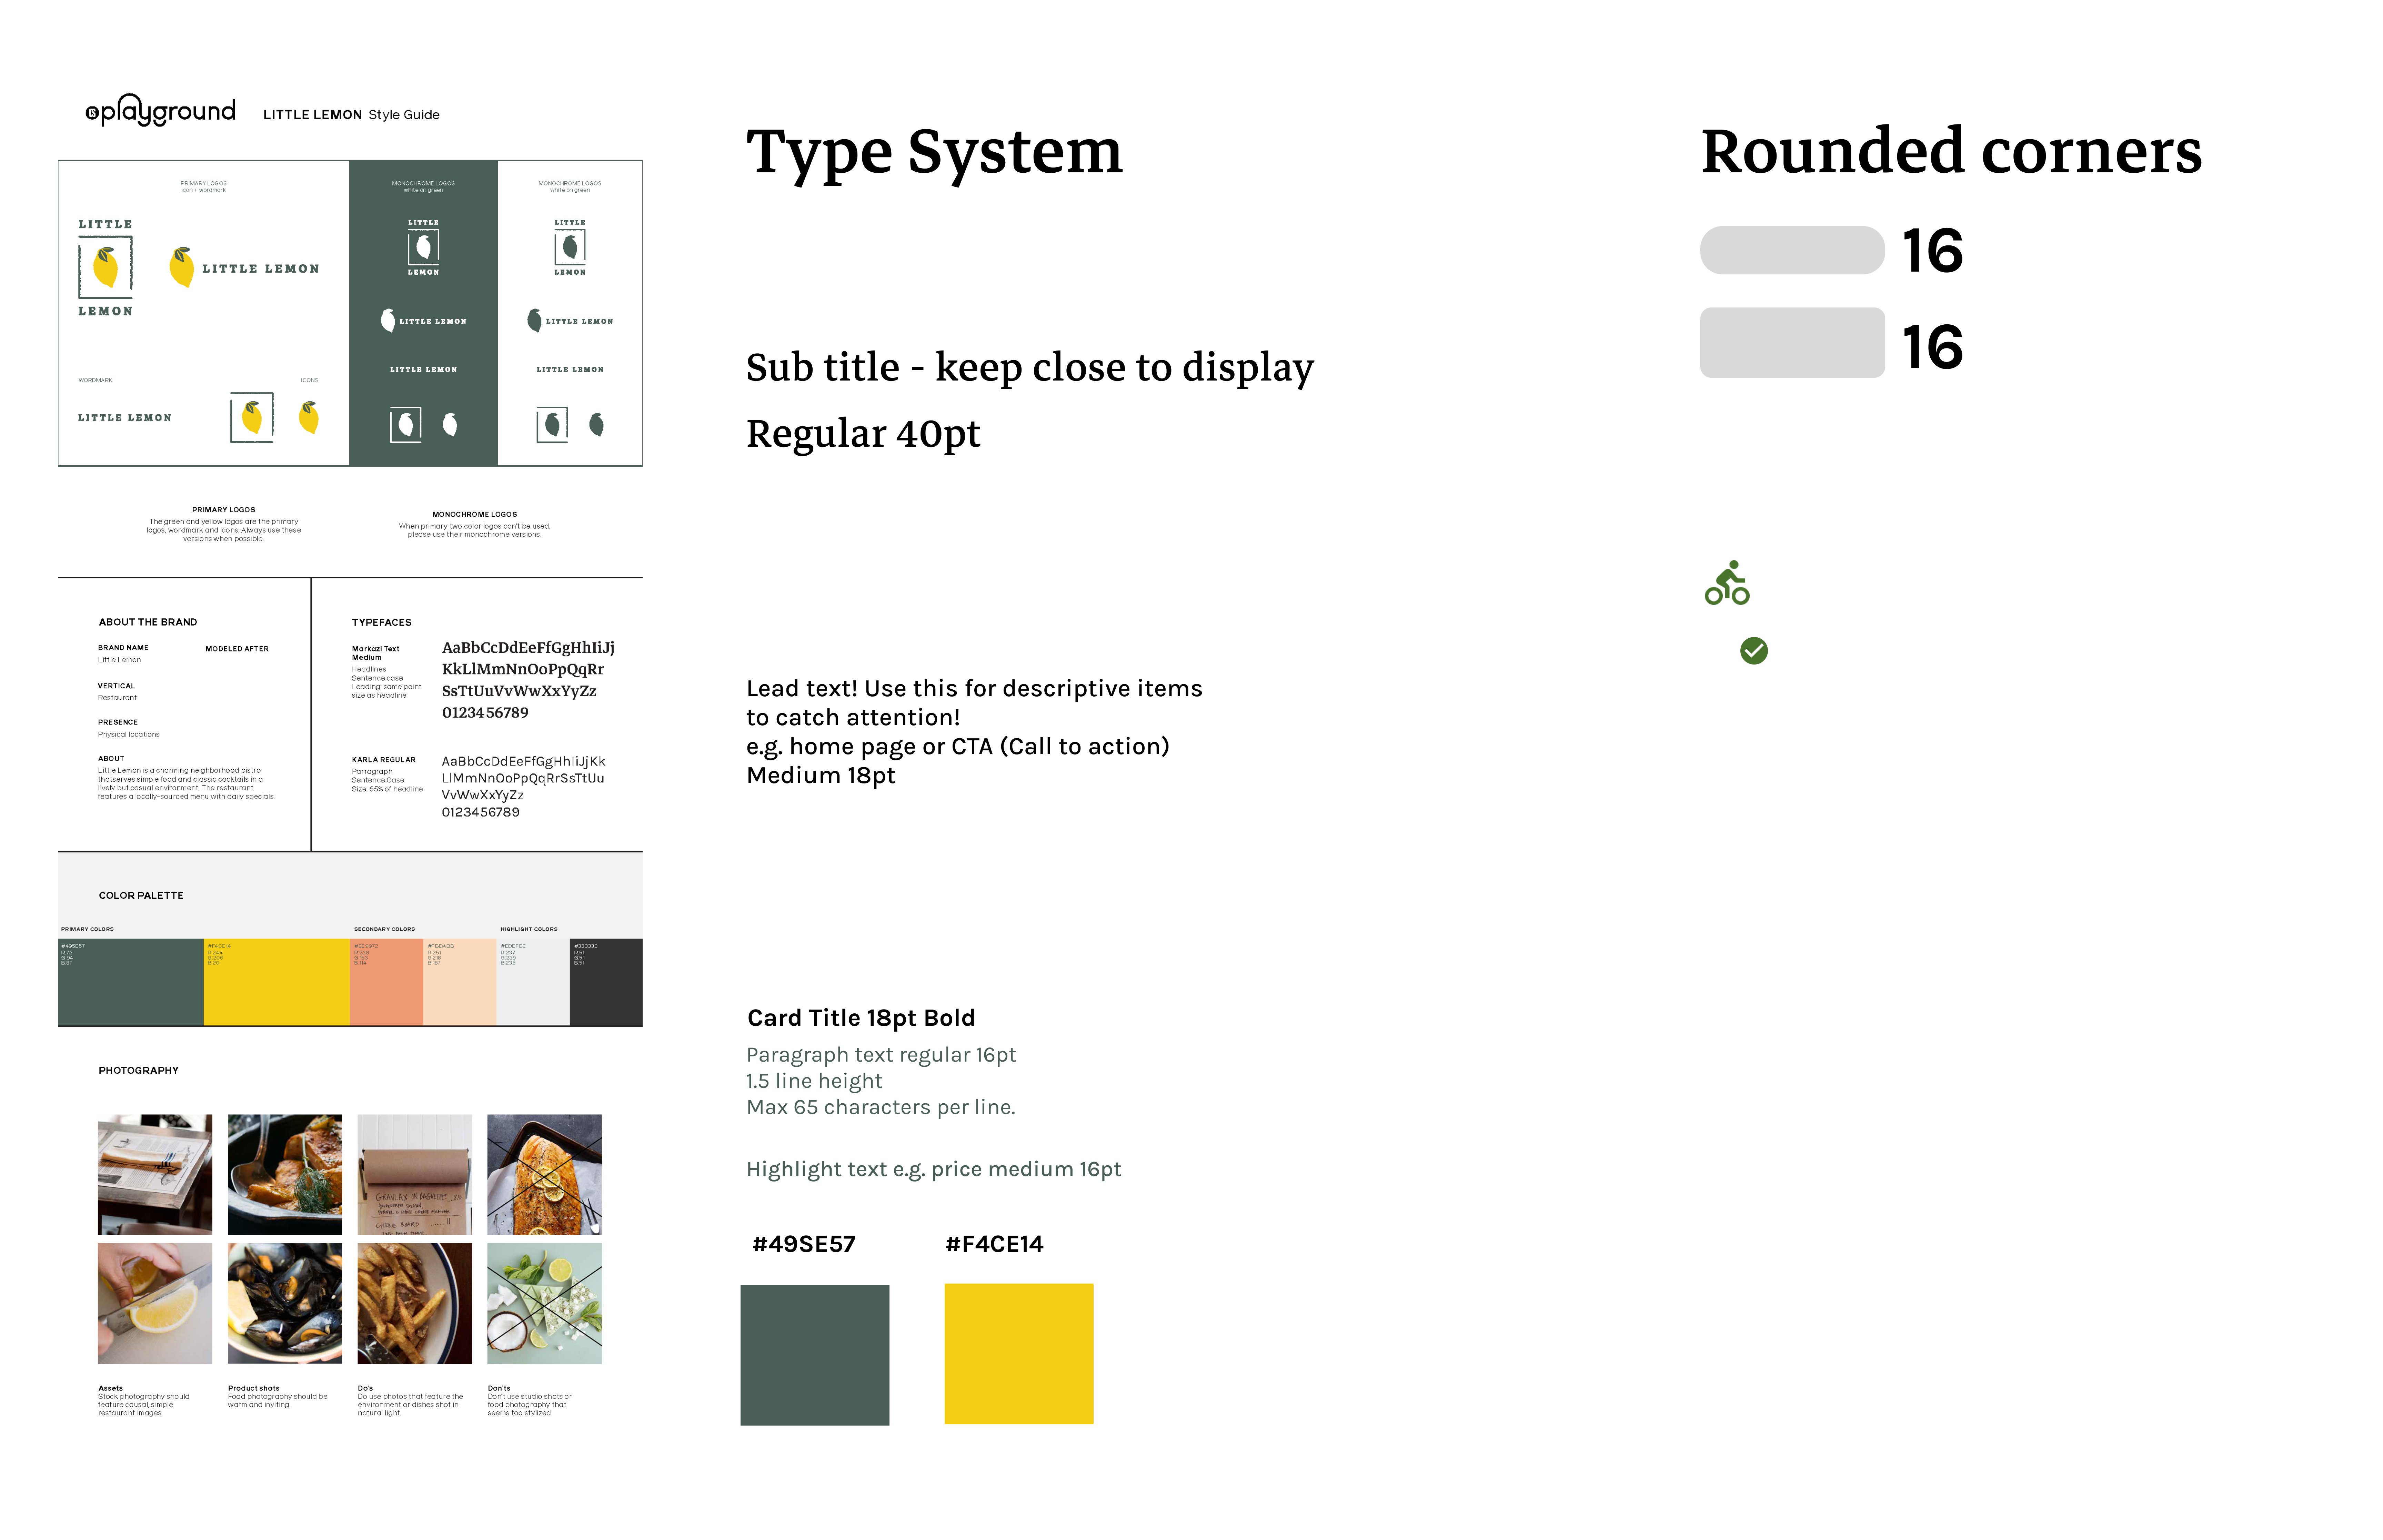 playground
LITTLE LEMON Style Guide
PRIMARY LOGOS
icon + wordmark
MONOCHROME LOGOS
white on green
MONOCHROME LOGOS
white on green
LITTLE
LEMON
LITTLE LEMON
LITTLE
LEMON
LITTLE
LEMON
LITTLE LEMON
LITTLE LEMON
LITTLE LEMON
LITTLE LEMON
WORDMARK
ICONS
LITTLE LEMON
PRIMARY LOGOS
The green and yellow logos are the primary
logos, wordmark and icons. Always use these
versions when possible.
MONOCHROME LOGOS
When primary two color logos can't be used,
please use their monochrome versions.
ABOUT THE BRAND
BRAND NAME
Little Lemon
MODELED AFTER
VERTICAL
Restaurant
PRESENCE
Physical locations
ABOUT
Little Lemon is a charming neighborhood bistro
thatserves simple food and classic cocktails in a
lively but casual environment. The restaurant
features a locally-sourced menu with daily specials.
TYPEFACES
Markazi Text
Medium
Headlines
Sentence case
Leading: same point
size as headline
AaBbCcDdEeFfGgHhIiJj
KkLlMmNnOoPpQqRr
SsTtUuVvWwXxYyZz
0123456789
KARLA REGULAR
Parragraph
Sentence Case
Size: 65% of headline
AaBbCcDdEeFfGgHhIiJjKk
LlMmNnOoPpQqRrSsTtUu
VvWwXxYyZz
0123456789
COLOR PALETTE
PRIMARY COLORS
SECONDARY COLORS
HIGHLIGHT COLORS
#495E57
R:73
G:94
B:87
#F4CE14
R:244
G:206
B:20
#EE9972
R:238
G:153
B:114
#FBDABB
R:251
G:218
B:187
#EDEFEE
R:237
G:239
B:238
#333333
R:51
G:51
B:51
PHOTOGRAPHY
GRAVLAX IN BAGUETTE
Assets
Stock photography should
feature causal, simple
restaurant images.
Product shots
Food photography should be
warm and inviting.
Do's
Do use photos that feature the
environment or dishes shot in
natural light.
Don'ts
Don't use studio shots or
food photography that
seems too stylized.
Type System
Sub title - keep close to display
Regular 40pt
Lead text! Use this for descriptive items
to catch attention!
e.g. home page or CTA (Call to action)
Medium 18pt
Card Title 18pt Bold
Paragraph text regular 16pt
1.5 line height
Max 65 characters per line.
Highlight text e.g. price medium 16pt
#49SE57
#F4CE14
Rounded corners
16
16